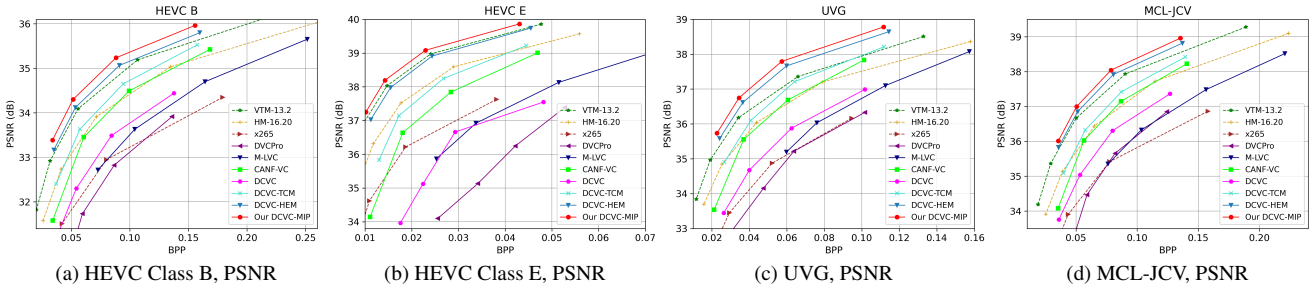 HEVC B
PSNR (dB)
36
35
34
33
32
0.05
0.10
0.15
0.20
0.25
BPP
VTM-13.2
HM-16.20
x265
DVCPro
M-LVC
CANF-VC
DCVC
DCVC-TCM
DCVC-HEM
Our DCVC-MIP
(a) HEVC Class B, PSNR
HEVC E
PSNR (dB)
40
39
38
37
36
35
34
0.01
0.02
0.03
0.04
0.05
0.06
0.07
BPP
VTM-13.2
HM-16.20
x265
DVCPro
M-LVC
CANF-VC
DCVC
DCVC-TCM
DCVC-HEM
Our DCVC-MIP
(b) HEVC Class E, PSNR
UVG
PSNR (dB)
39
38
37
36
35
34
33
0.02
0.04
0.06
0.08
0.10
0.12
0.14
0.16
BPP
VTM-13.2
HM-16.20
x265
DVCPro
M-LVC
CANF-VC
DCVC
DCVC-TCM
DCVC-HEM
Our DCVC-MIP
(c) UVG, PSNR
MCL-JCV
PSNR (dB)
39
38
37
36
35
34
0.05
0.10
0.15
0.20
BPP
VTM-13.2
HM-16.20
x265
DVCPro
M-LVC
CANF-VC
DCVC
DCVC-TCM
DCVC-HEM
Our DCVC-MIP
(d) MCL-JCV, PSNR